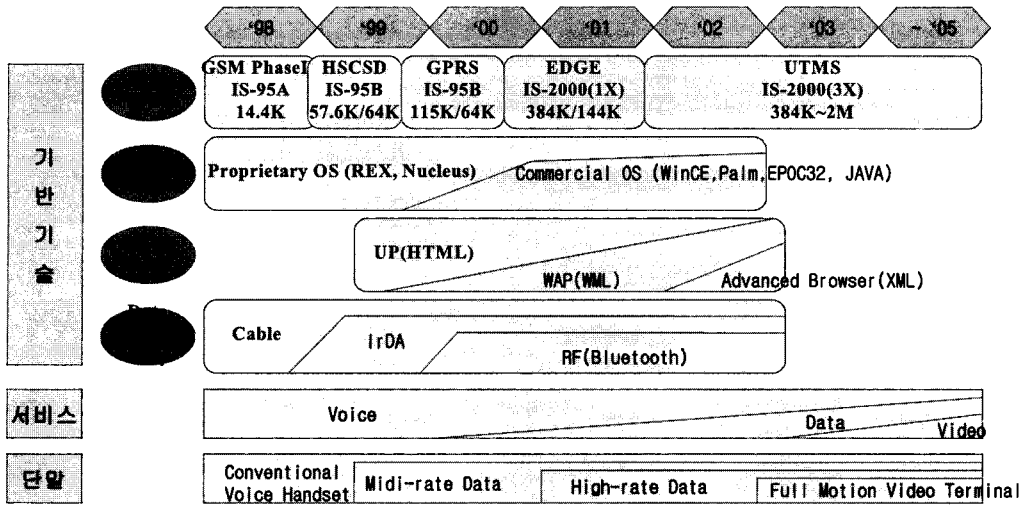 '98 '99 '00 '01 '02 '03 ~ '05
GSM PhaseI HSCSD GPRS EDGE UTMS
IS-95A IS-95B IS-95B IS-2000(1X) IS-2000(3X)
14.4K 57.6K/64K 115K/64K 384K/144K 384K~2M
기반기술
Proprietary OS (REX, Nucleus) Commercial OS (WinCE,Palm,EPOC32, JAVA)
UP(HTML)
WAP(WML) Advanced Browser(XML)
Cable IrDA
RF(Bluetooth)
서비스
Voice Data Video
단말
Conventional
Voice Handset Midi-rate Data High-rate Data Full Motion Video Terminal